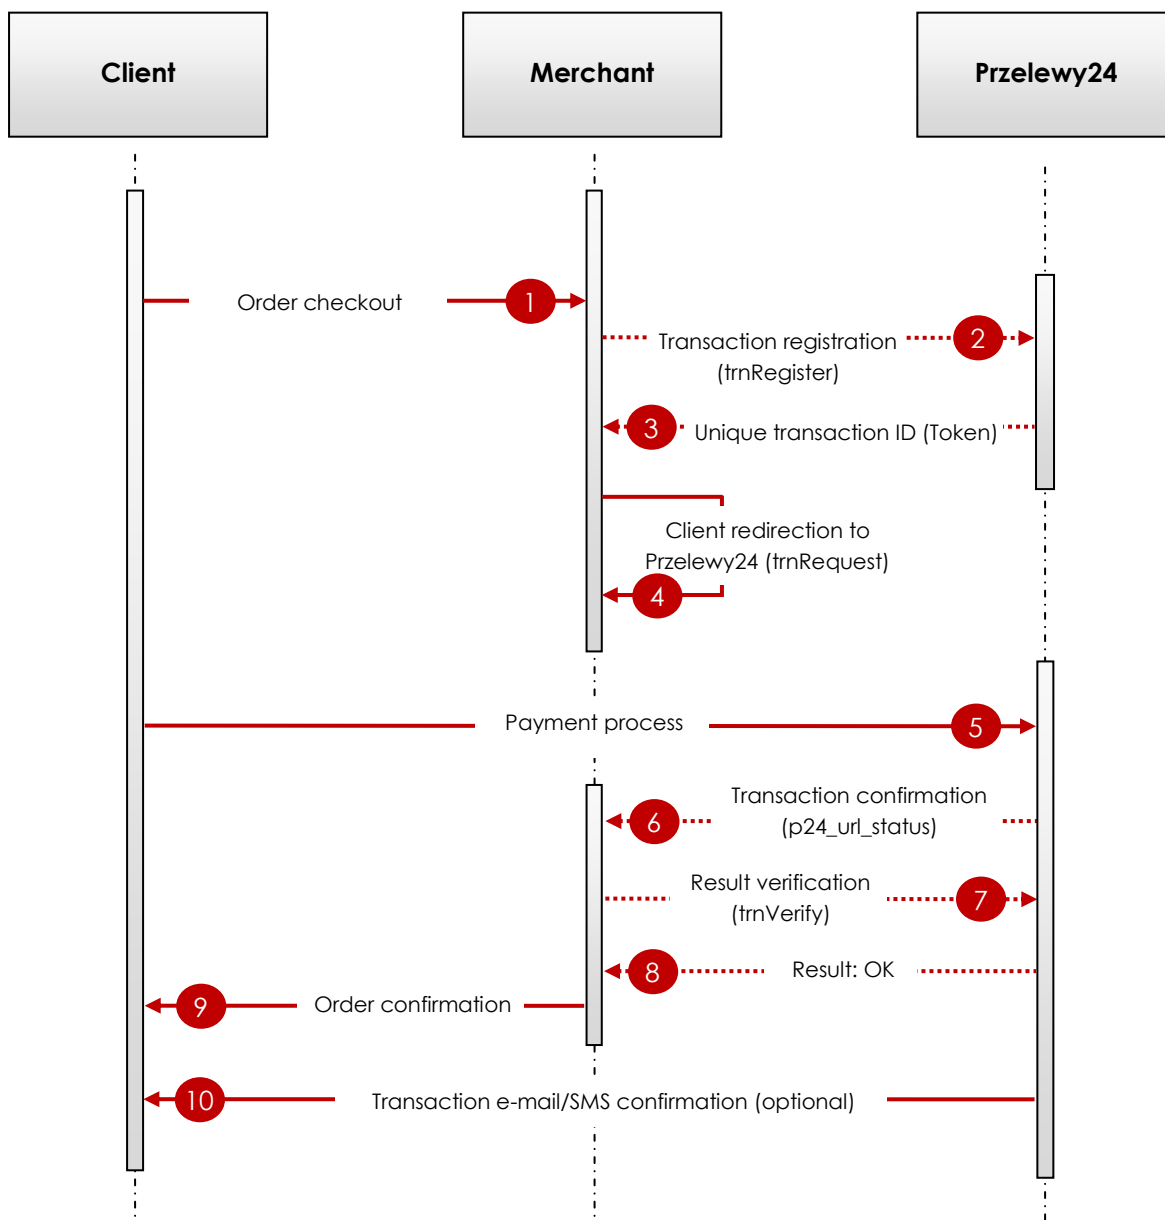 Client
Merchant
Przelewy24
Order checkout
1
Transaction registration
(trnRegister)
2
3
Unique transaction ID (Token)
Client redirection to
Przelewy24 (trnRequest)
4
Payment process
5
Transaction confirmation
(p24_url_status)
6
Result verification
(trnVerify)
7
8
Result: OK
9
Order confirmation
10
Transaction e-mail/SMS confirmation (optional)